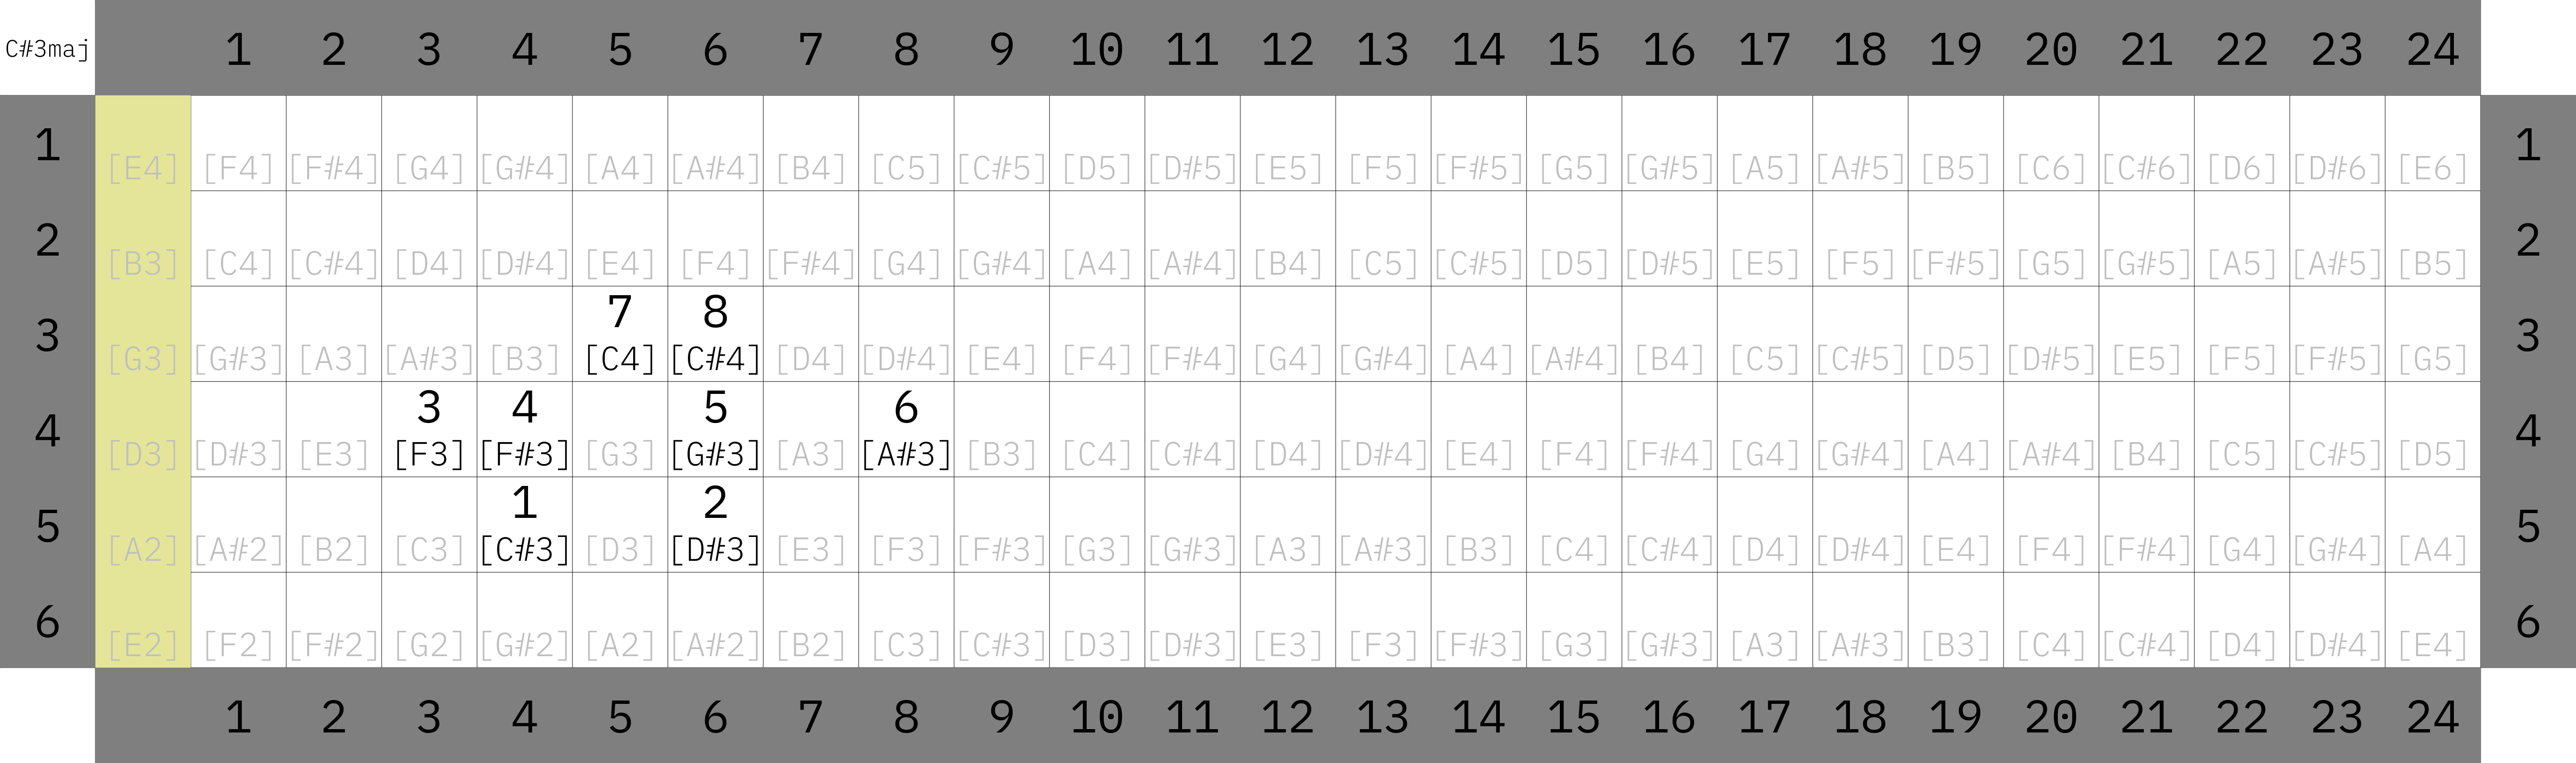 C#3maj 1 2 3 4 5 6 7 8 9 10 11 12 13 14 15 16 17 18 19 20 21 22 23 24
1 [E4] [F4] [F#4] [G4] [G#4] [A4] [A#4] [B4] [C5] [C#5] [D5] [D#5] [E5] [F5] [F#5] [G5] [G#5] [A5] [A#5] [B5] [C6] [C#6] [D6] [D#6] [E6] 1
2 [B3] [C4] [C#4] [D4] [D#4] [E4] [F4] [F#4] [G4] [G#4] [A4] [A#4] [B4] [C5] [C#5] [D5] [D#5] [E5] [F5] [F#5] [G5] [G#5] [A5] [A#5] [B5] 2
7 8
3 [G3] [G#3] [A3] [A#3] [B3] [C4] [C#4] [D4] [D#4] [E4] [F4] [F#4] [G4] [G#4] [A4] [A#4] [B4] [C5] [C#5] [D5] [D#5] [E5] [F5] [F#5] [G5] 3
3 4 5 6
4 [D3] [D#3] [E3] [F3] [F#3] [G3] [G#3] [A3] [A#3] [B3] [C4] [C#4] [D4] [D#4] [E4] [F4] [F#4] [G4] [G#4] [A4] [A#4] [B4] [C5] [C#5] [D5] 4
1 2
5 [A2] [A#2] [B2] [C3] [C#3] [D3] [D#3] [E3] [F3] [F#3] [G3] [G#3] [A3] [A#3] [B3] [C4] [C#4] [D4] [D#4] [E4] [F4] [F#4] [G4] [G#4] [A4] 5
6 [E2] [F2] [F#2] [G2] [G#2] [A2] [A#2] [B2] [C3] [C#3] [D3] [D#3] [E3] [F3] [F#3] [G3] [G#3] [A3] [A#3] [B3] [C4] [C#4] [D4] [D#4] [E4] 6
1 2 3 4 5 6 7 8 9 10 11 12 13 14 15 16 17 18 19 20 21 22 23 24